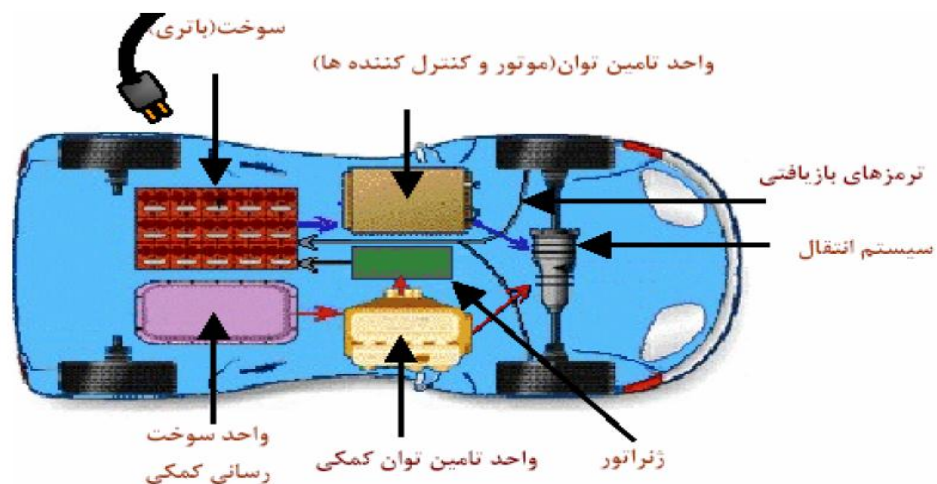 سوخت(باتری)
واحد تامین توان(موتور و کنترل کننده ها)
ترمزهای بازیافتی
سیستم انتقال
واحد سوخت
رسانی کمکی
واحد تامین توان کمکی
ژنراتور